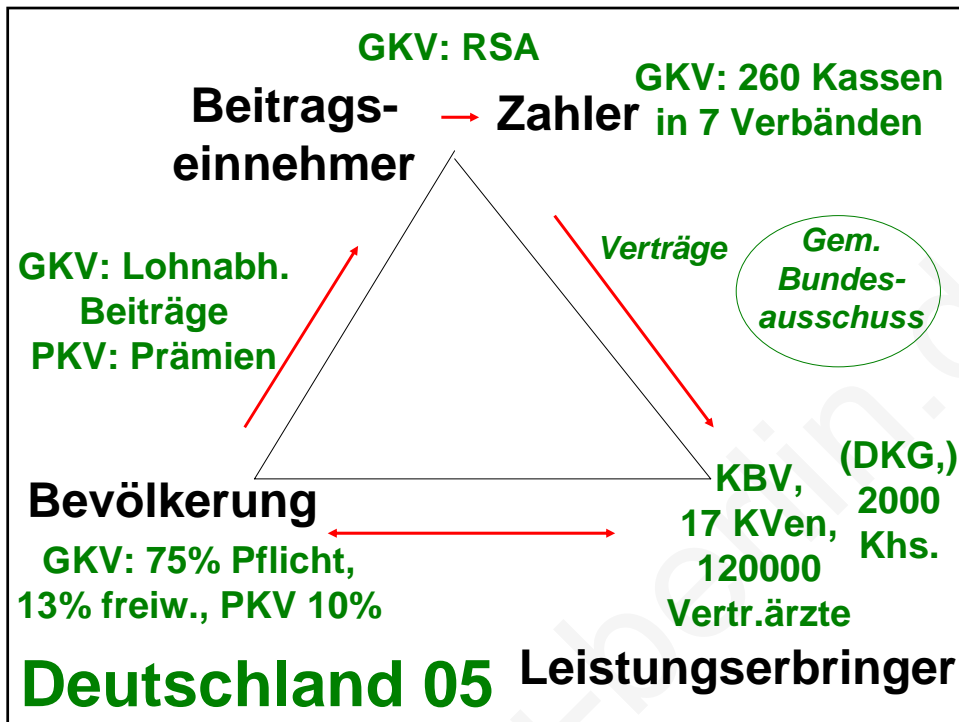 GKV: RSA
Beitrags-
einnehmer
Zahler
GKV: 260 Kassen
in 7 Verbänden
GKV: Lohnabh.
Beiträge
PKV: Prämien
Verträge
Gem.
Bundes-
ausschuss
Bevölkerung
GKV: 75% Pflicht,
13% freiw., PKV 10%
KBV,
17 KVen,
120000
Vertr.ärzte
(DKG,)
2000
Khs.
Deutschland 05
Leistungserbringer